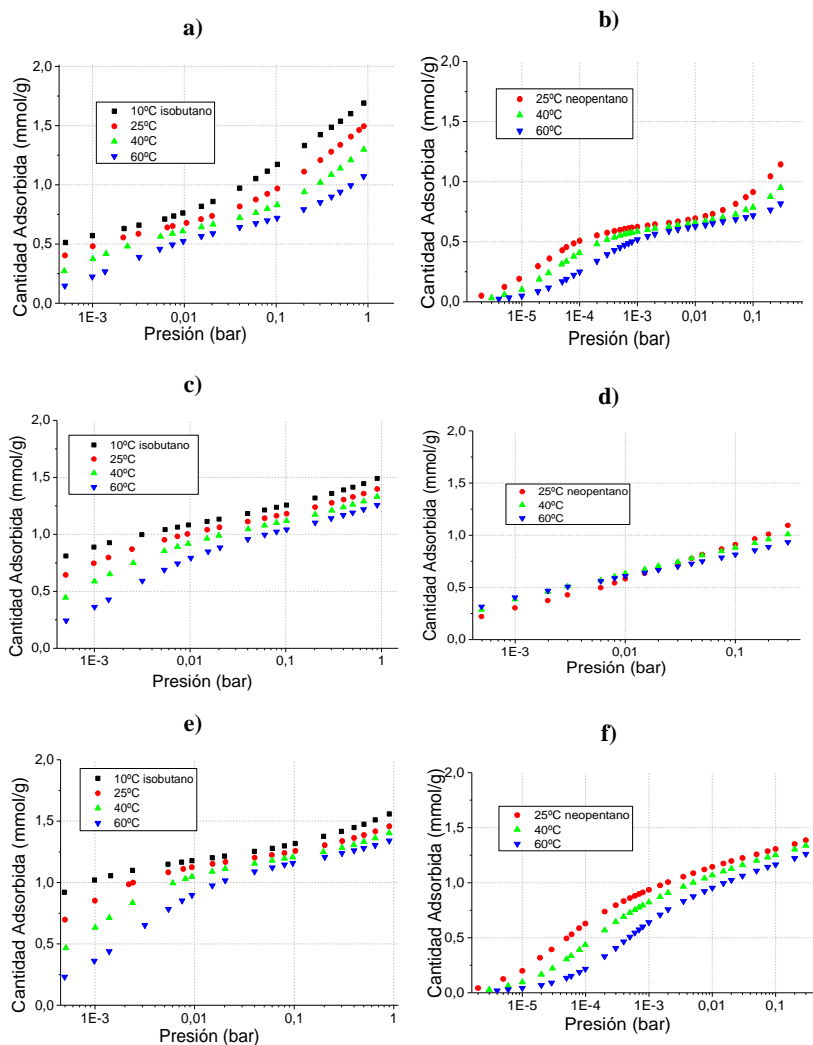 a)
2,0
1,5
1,0
0,5
0,0
Cantidad Adsorbida (mmol/g)
10ºC isobutano
25ºC
40ºC
60ºC
1E-3
0,01
0,1
1
Presión (bar)
b)
2,0
1,5
1,0
0,5
0,0
Cantidad Adsorbida (mmol/g)
25ºC neopentano
40ºC
60ºC
1E-5
1E-4
1E-3
0,01
0,1
Presión (bar)
c)
2,0
1,5
1,0
0,5
0,0
Cantidad Adsorbida (mmol/g)
10ºC isobutano
25ºC
40ºC
60ºC
1E-3
0,01
0,1
1
Presión (bar)
d)
2,0
1,5
1,0
0,5
0,0
Cantidad Adsorbida (mmol/g)
25ºC neopentano
40ºC
60ºC
1E-3
0,01
0,1
Presión (bar)
e)
2,0
1,5
1,0
0,5
0,0
Cantidad Adsorbida (mmol/g)
10ºC isobutano
25ºC
40ºC
60ºC
1E-3
0,01
0,1
1
Presión (bar)
f)
2,0
1,5
1,0
0,5
0,0
Cantidad Adsorbida (mmol/g)
25ºC neopentano
40ºC
60ºC
1E-5
1E-4
1E-3
0,01
0,1
Presión (bar)